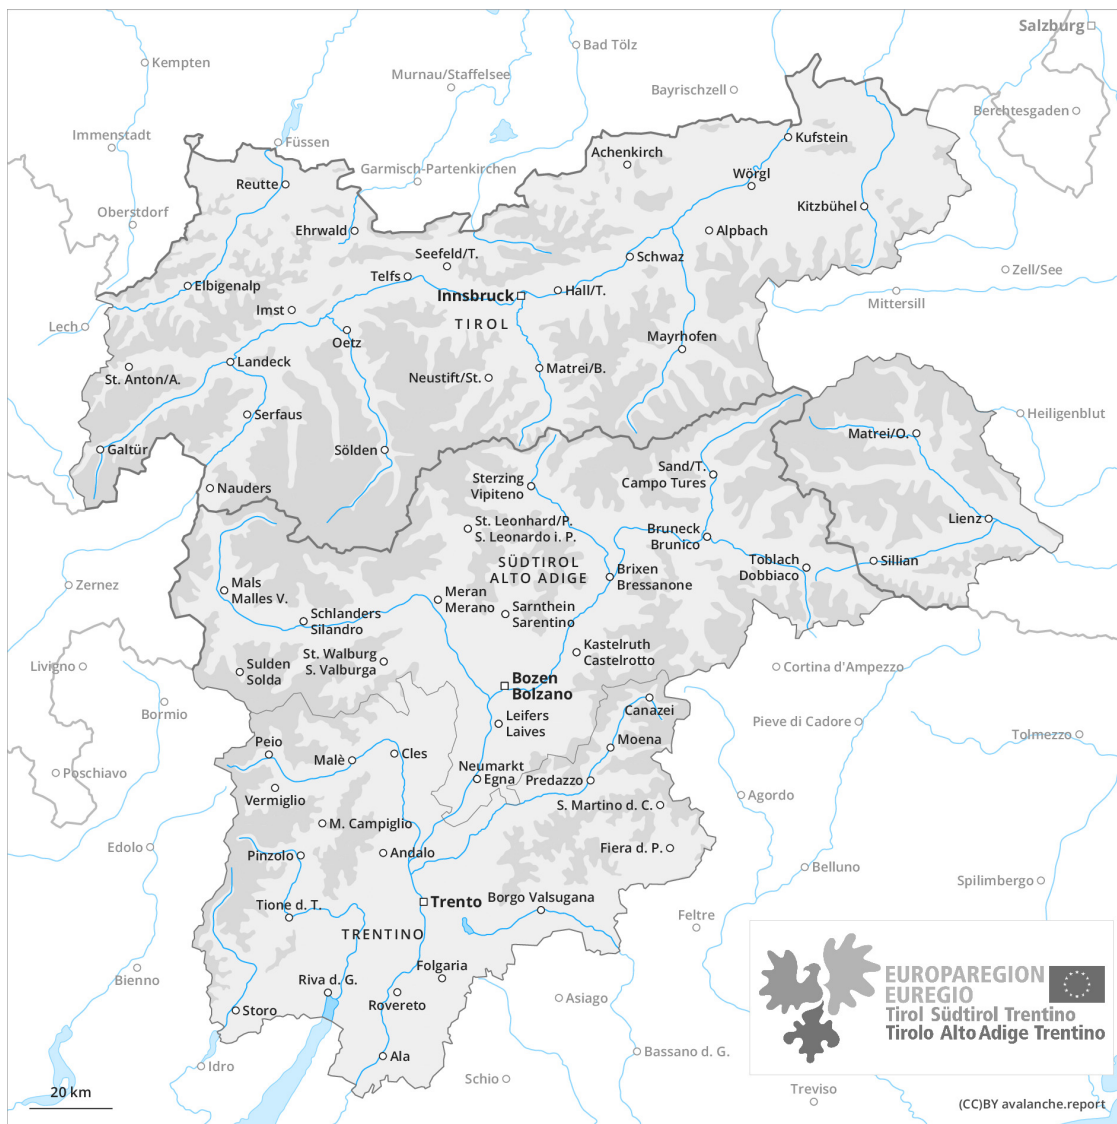 Salzburg
Bad Tölz
Kempten
Murnau/Staffelsee
Bayrischzell
Berchtesgaden
Immenstadt
Füssen
Kufstein
Achenkirch
Garmisch-Partenkirchen
Wörgl
Reutte
Kitzbühel
Oberstdorf
Ehrwald
Alpbach
Seefeld/T.
Schwaz
Telfs
Zell/See
Elbigenalp
Innsbruck
Hall/T.
Mittersill
Imst
TIROL
Lech
Oetz
Mayrhofen
Landeck
Matrei/B.
St. Anton/A.
Neustift/St.
Serfaus
Heiligenblut
Matrei/O.
Galtür
Sölden
Sand/T.
Campo Tures
Sterzing
Vipiteno
Nauders
Lienz
St. Leonhard/P.
S. Leonardo i. P.
Bruneck
Brunico
SÜDTIROL
ALTO ADIGE
Toblach
Dobbiaco
Sillian
Brixen
Bressanone
Zernez
Mals
Malles V.
Meran
Merano
Schlanders
Silandro
Sarnthein
Sarentino
Kastelruth
Castelrotto
St. Walburg
S. Valburga
Livigno
Sulden
Solda
Cortina d'Ampezzo
Bozen
Bolzano
Bormio
Canazei
Leifers
Laives
Pieve di Cadore
Tolmezzo
Peio
Malè
Cles
Moena
Poschiavo
Neumarkt
Egna
Predazzo
Vermiglio
S. Martino d. C.
Agordo
M. Campiglio
Edolo
Pinzolo
Andalo
Fiera d. P.
Belluno
Spilimbergo
Trento
Borgo Valsugana
Tione d. T.
Feltre
TRENTINO
Folgaria
Bienno
Riva d. G.
Rovereto
Asiago
Storo
EUROPAREGION
EUREGIO
Tirol Südtirol Trentino
Tirolo Alto Adige Trentino
Ala
Bassano d. G.
Idro
Schio
Treviso
20 km
(CC)BY avalanche.report